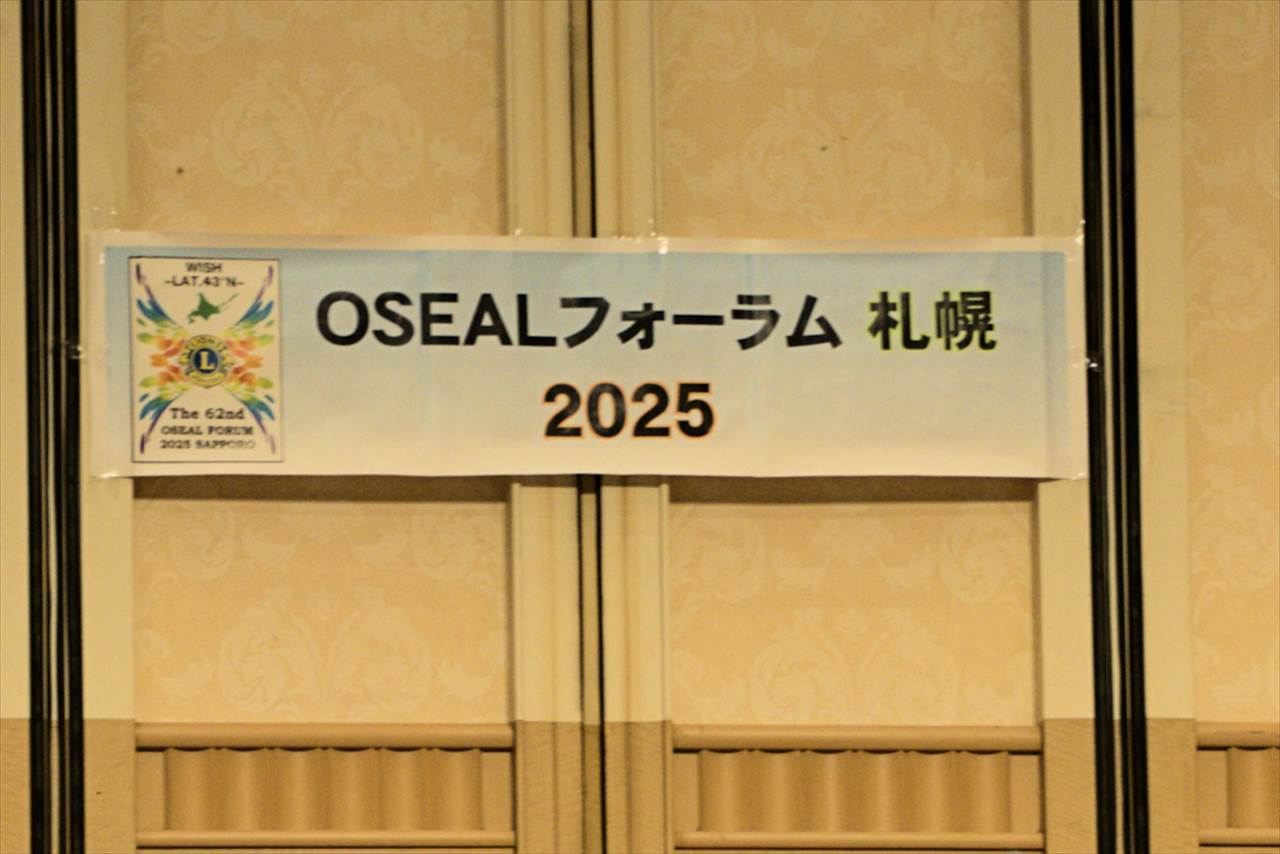 WISH
-LAT.43°N-
LIONS
L
The 62nd
OSEAL FORUM
2025 SAPPORO
OSEALフォーラム 札幌
2025